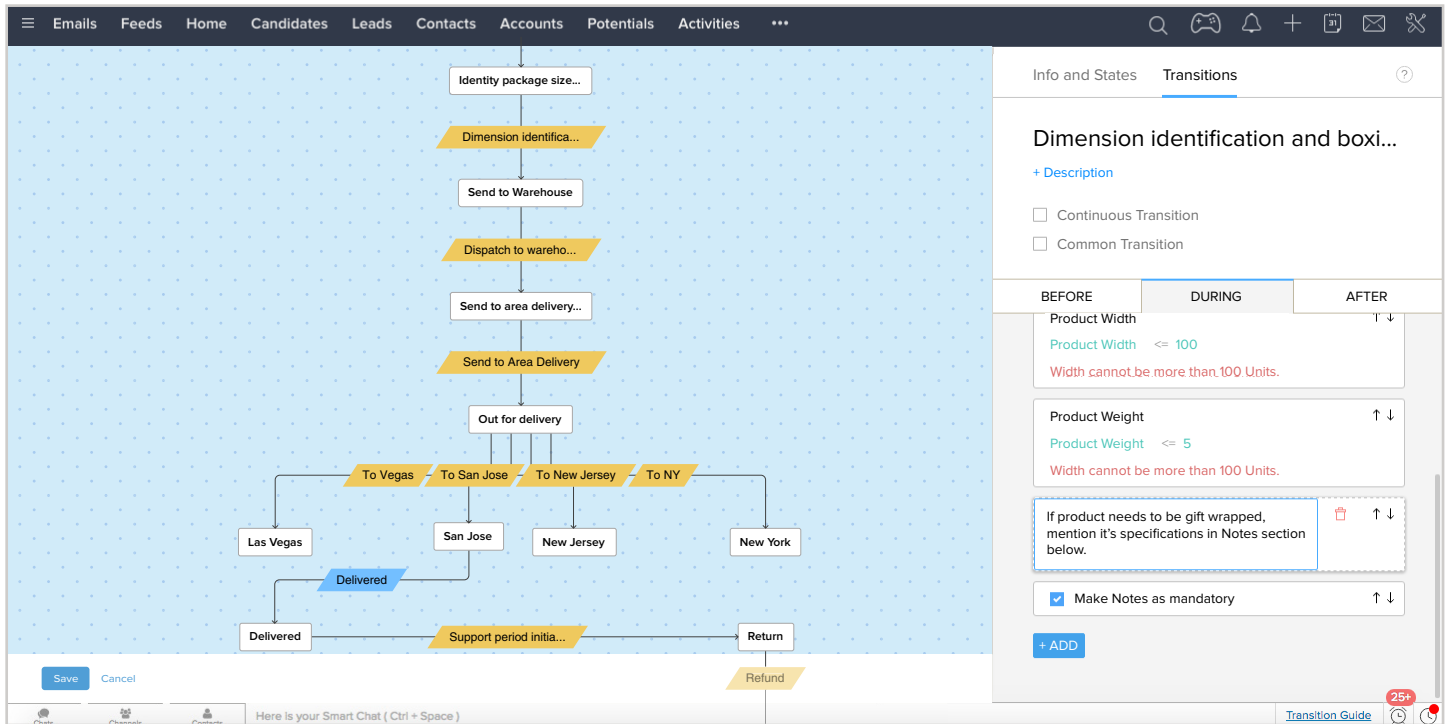 Emails Feeds Home Candidates Leads Contacts Accounts Potentials Activities •••
31
Identity package size...
Dimension identifica...
Send to Warehouse
Dispatch to wareho...
Send to area delivery...
Send to Area Delivery
Out for delivery
To Vegas To San Jose To New Jersey To NY
Las Vegas San Jose New Jersey New York
Delivered
Delivered Support period initia... Return
Refund
Save Cancel
Chats Channels Contacts Here is your Smart Chat ( Ctrl + Space )
Info and States Transitions ?
Dimension identification and boxi...
+ Description
Continuous Transition
Common Transition
BEFORE DURING AFTER
Product Width
Product Width <= 100
Width cannot be more than 100 Units.
Product Weight
Product Weight <= 5
Width cannot be more than 100 Units.
If product needs to be gift wrapped,
mention it's specifications in Notes section
below.
Make Notes as mandatory
+ ADD
25+
Transition Guide